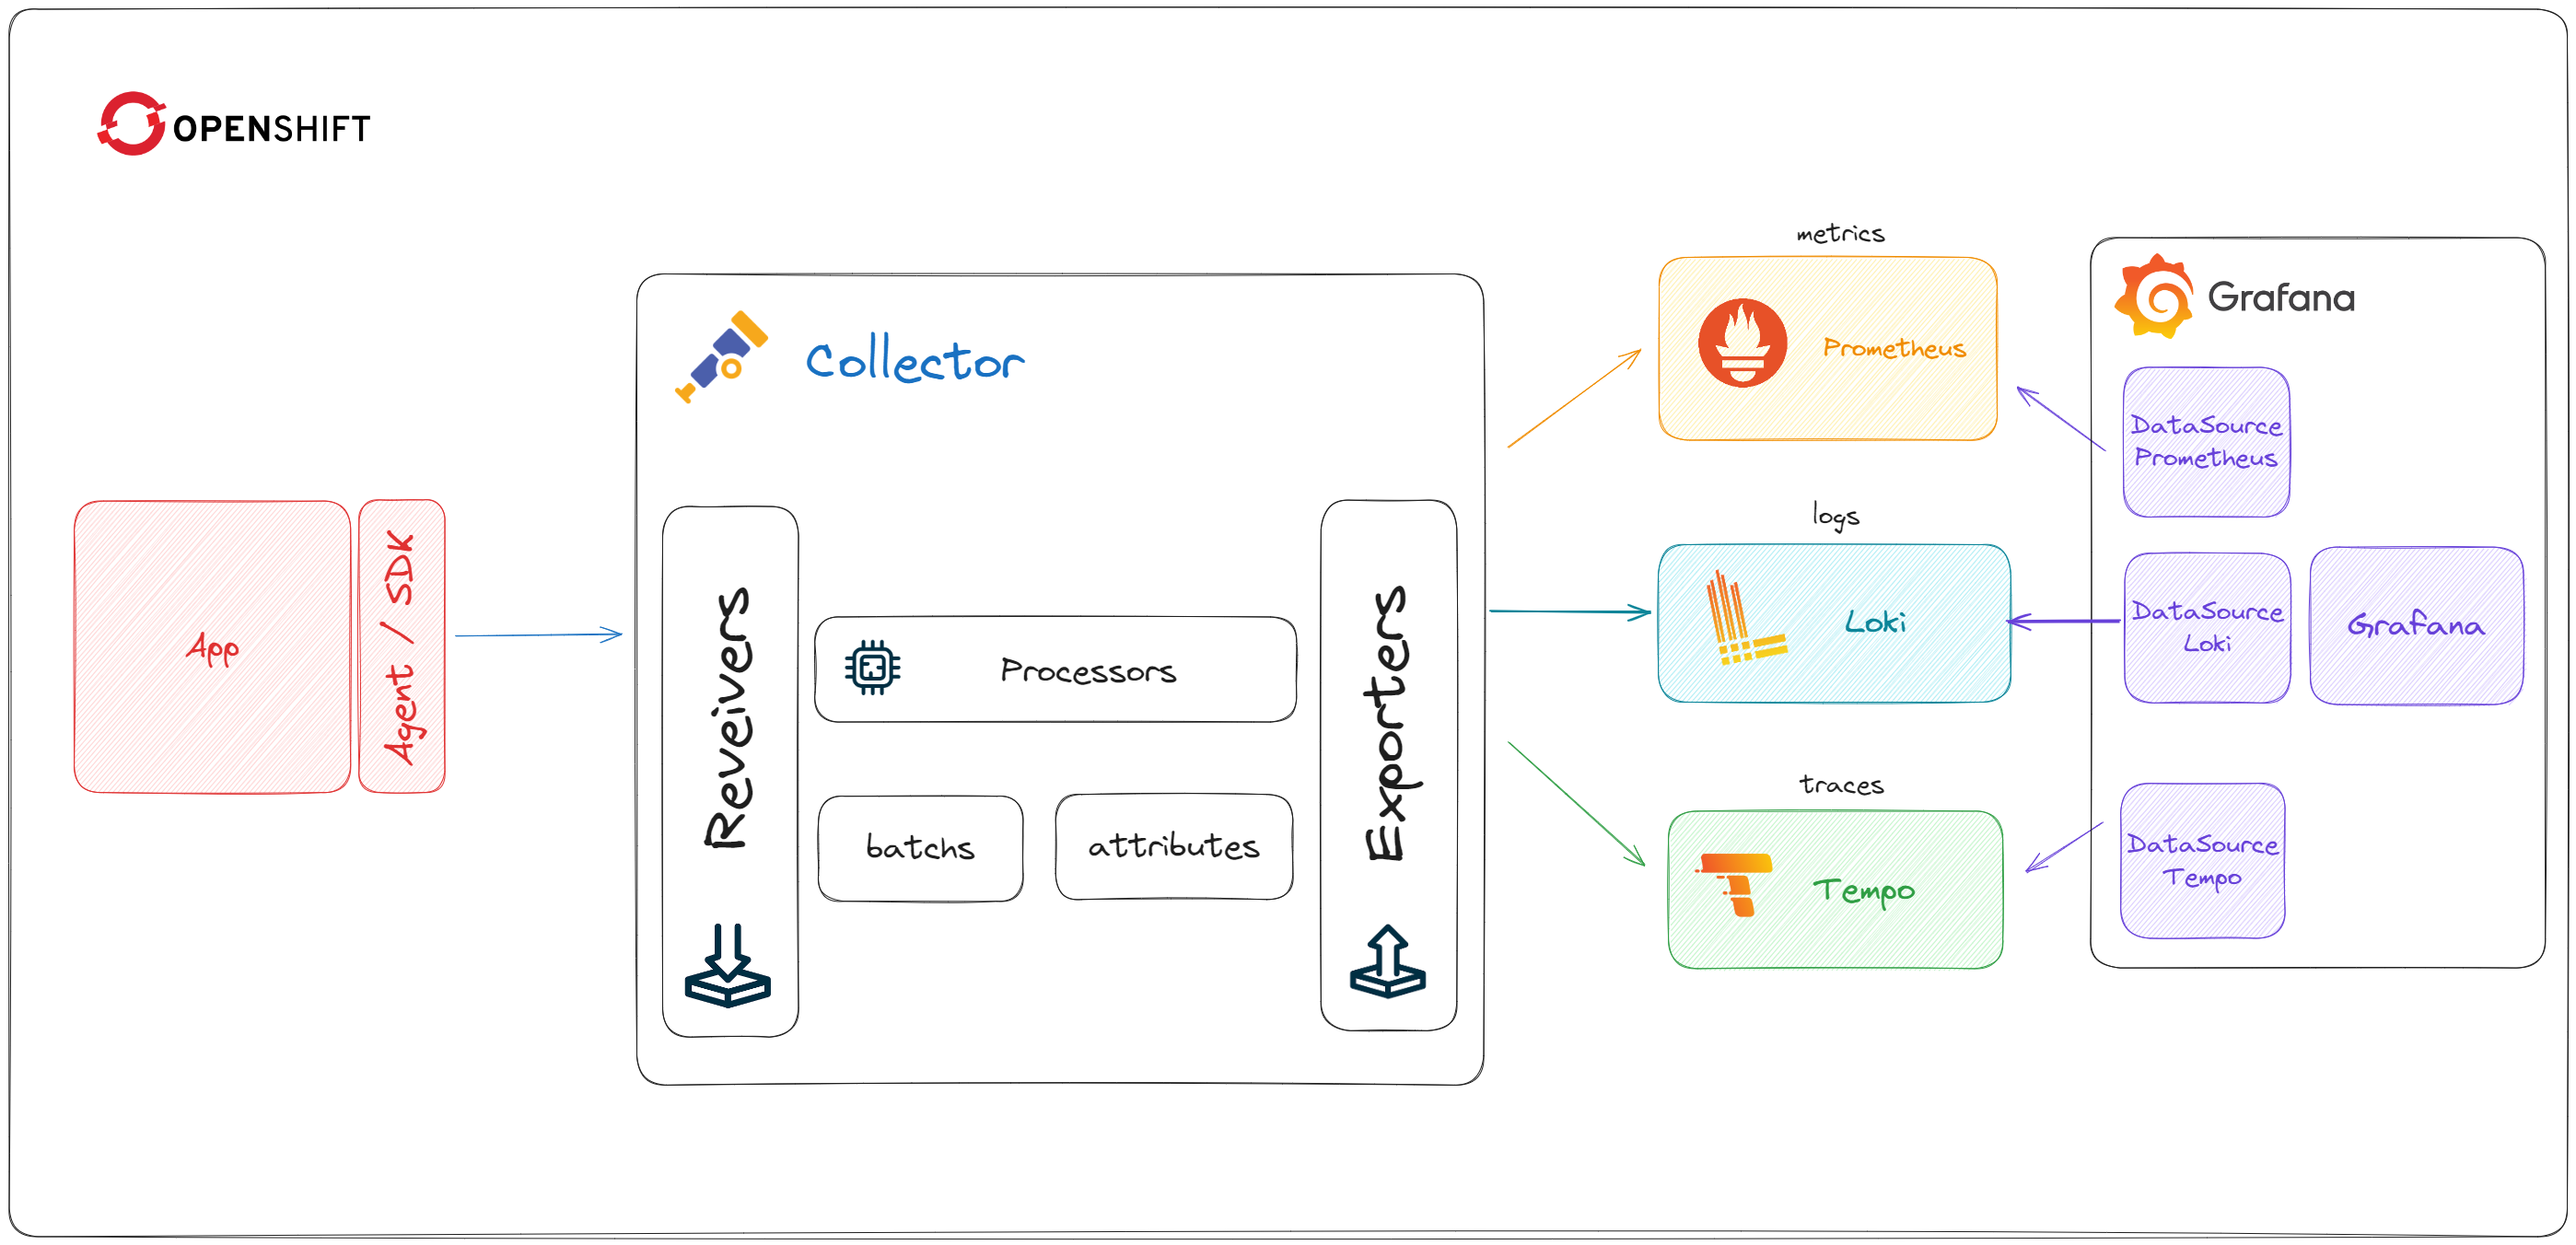 OPENSHIFT
App
Agent / SDK
Collector
Reveivers
Processors
batchs
attributes
Exporters
metrics
Prometheus
logs
Loki
traces
Tempo
Grafana
DataSource
Prometheus
DataSource
Loki
Grafana
DataSource
Tempo